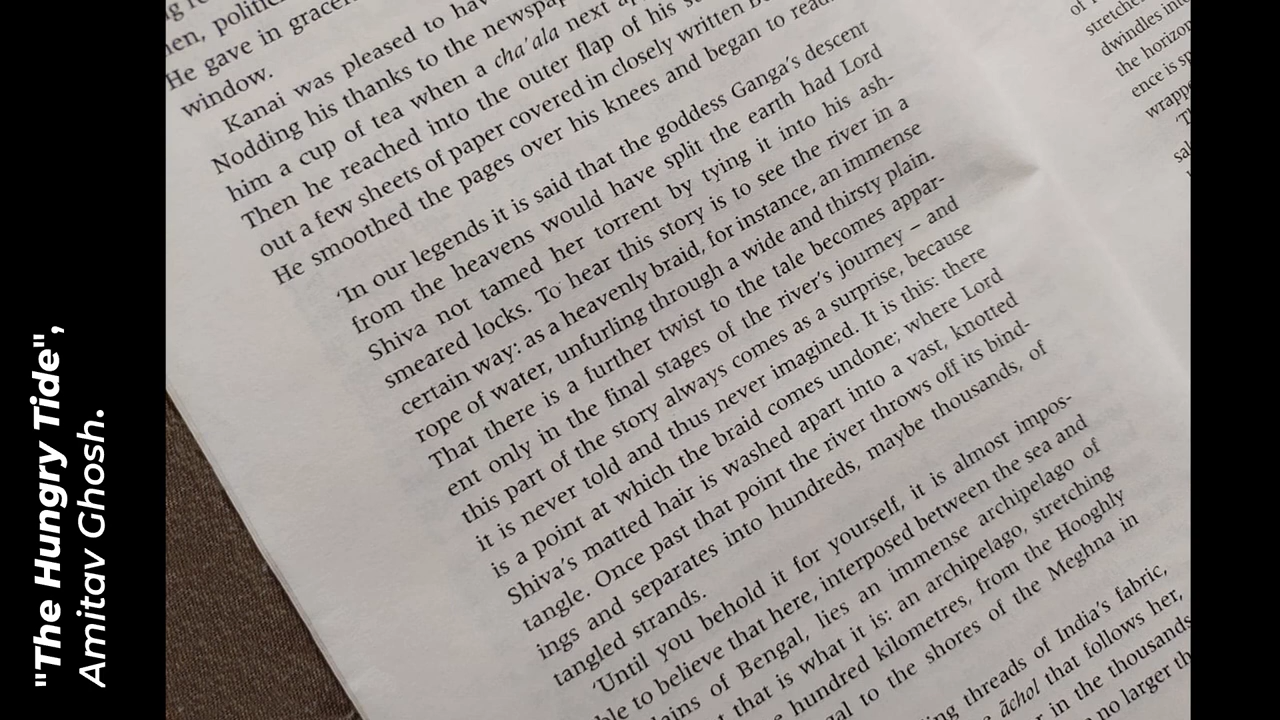 "The Hungry Tide",
Amitav Ghosh.
He gave in
window.
Kanai was pleased to
Nodding his thanks to the
him a cup of tea when a cha'ala next
Then he reached into the outer flap of his
out a few sheets of paper covered in closely written
He smoothed the pages over his knees and began to read.
'In our legends it is said that the goddess Ganga's descent
from the heavens would have split the earth had Lord
Shiva not tamed her torrent by tying it into his ash-
smeared locks. To hear this story is to see the river in a
certain way: as a heavenly braid, for instance, an immense
rope of water, unfurling through a wide and thirsty plain.
That there is a further twist to the tale becomes appar-
ent only in the final stages of the river's journey – and
this part of the story always comes as a surprise, because
it is never told and thus never imagined. It is this: there
is a point at which the braid comes undone; where Lord
Shiva's matted hair is washed apart into a vast, knotted
tangle. Once past that point the river throws off its bind-
ings and separates into hundreds, maybe thousands, of
tangled strands.
'Until you behold it for yourself, it is almost impos-
to believe that here, interposed between the sea and
of Bengal, lies an immense archipelago of
that is what it is: an archipelago, stretching
hundred kilometres, from the Hooghly
to the shores of the Meghna in
threads of India's fabric,
āchol that follows her,
in the thousands
no larger
of
dwindles
the horizon
ence is